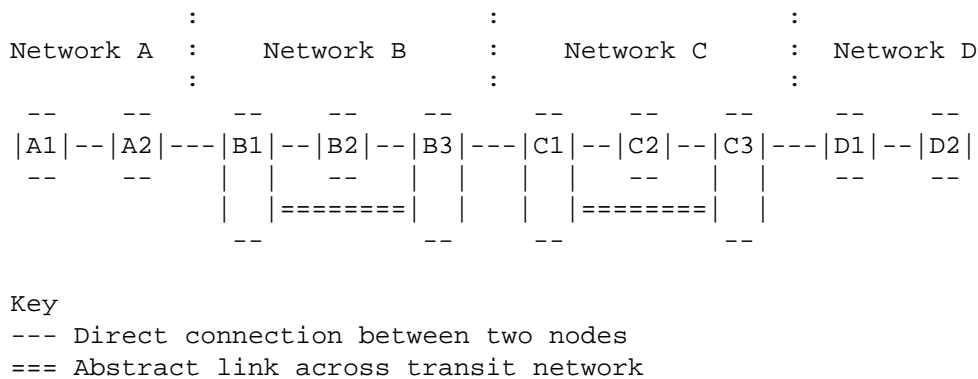 :                         :                         :
Network A  :      Network B       :      Network C       :   Network D
                :                         :                         :
 --     --      --     --     --      --     --     --      --     --
|A1|--|A2|---|B1|--|B2|--|B3|---|C1|--|C2|--|C3|---|D1|--|D2|
 --     --     |  |    --    |  |    |  |    --    |  |     --     --
               |  |========|  |    |  |========|  |
                --            --      --            --
Key
--- Direct connection between two nodes
=== Abstract link across transit network